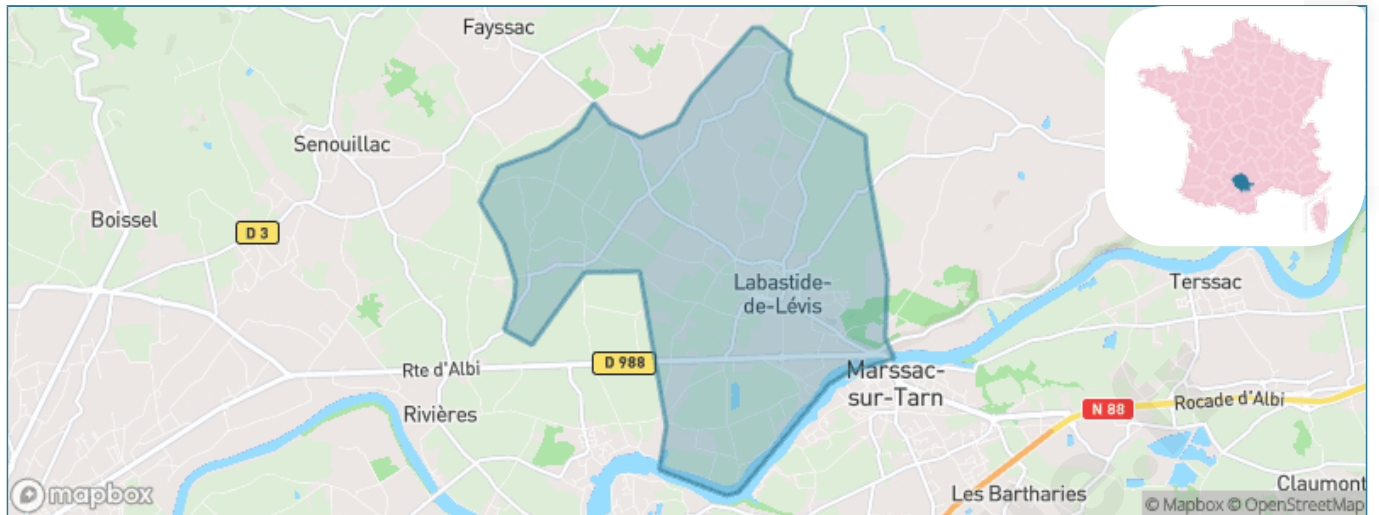 Fayssac
Senouillac
Boissel
D 3
Labastide-
de-Lévis
Terssac
Rte d'Albi
D 988
Marssac-
sur-Tarn
Rivières
N 88
Rocade d'Albi
Les Bartharies
Claumont
mapbox
© Mapbox © OpenStreetMap